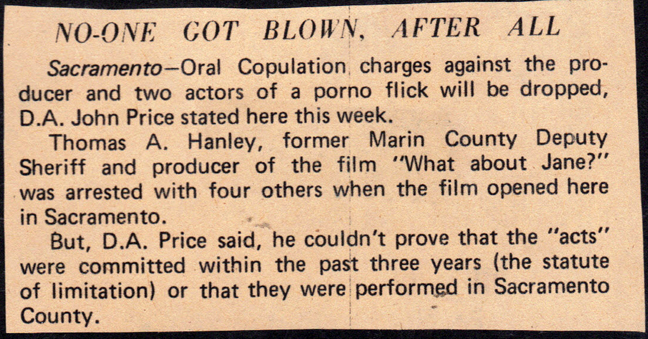 NO-ONE GOT BLOWN, AFTER ALL
Sacramento—Oral Copulation charges against the pro-
ducer and two actors of a porno flick will be dropped,
D.A. John Price stated here this week.
Thomas A. Hanley, former Marin County Deputy
Sheriff and producer of the film "What about Jane?"
was arrested with four others when the film opened here
in Sacramento.
But, D.A. Price said, he couldn't prove that the "acts"
were committed within the past three years (the statute
of limitation) or that they were performed in Sacramento
County.